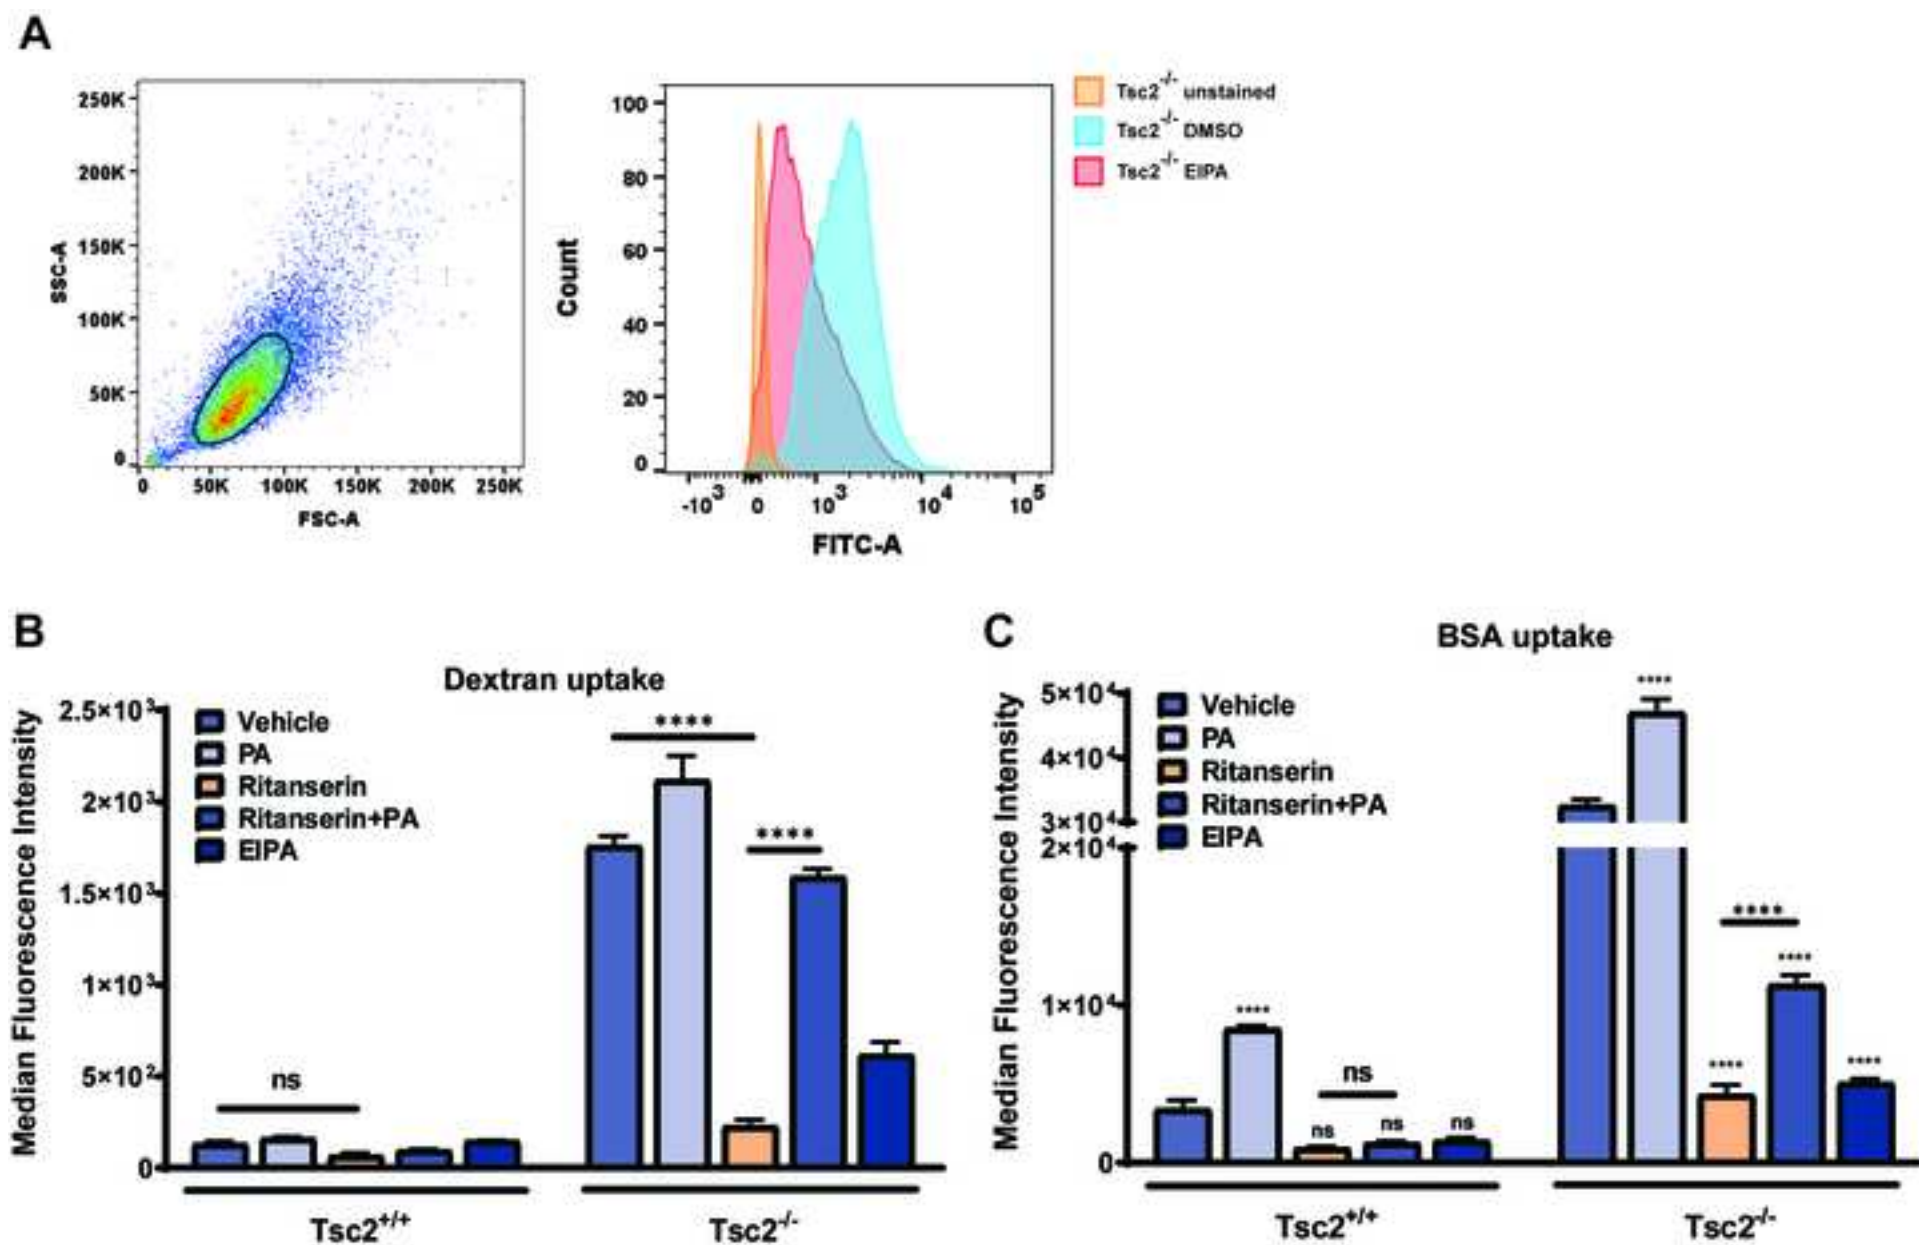 A
250K
200K
150K
100K
50K
0
SSC-A
0 50K 100K 150K 200K 250K
FSC-A
100
80
60
40
20
0
Count
-10³ 0 10³ 10⁴ 10⁵
FITC-A
Tsc2⁻/⁻ unstained
Tsc2⁻/⁻ DMSO
Tsc2⁻/⁻ EIPA
B
Dextran uptake
Median Fluorescence Intensity
2.5×10³
2×10³
1.5×10³
1×10³
5×10²
0
Vehicle
PA
Ritanserin
Ritanserin+PA
EIPA
ns
****
****
Tsc2⁺/⁺
Tsc2⁻/⁻
C
BSA uptake
Median Fluorescence Intensity
5×10⁴
4×10⁴
3×10⁴
2×10⁴
1×10⁴
0
Vehicle
PA
Ritanserin
Ritanserin+PA
EIPA
****
ns
ns
ns
ns
****
****
****
****
****
Tsc2⁺/⁺
Tsc2⁻/⁻